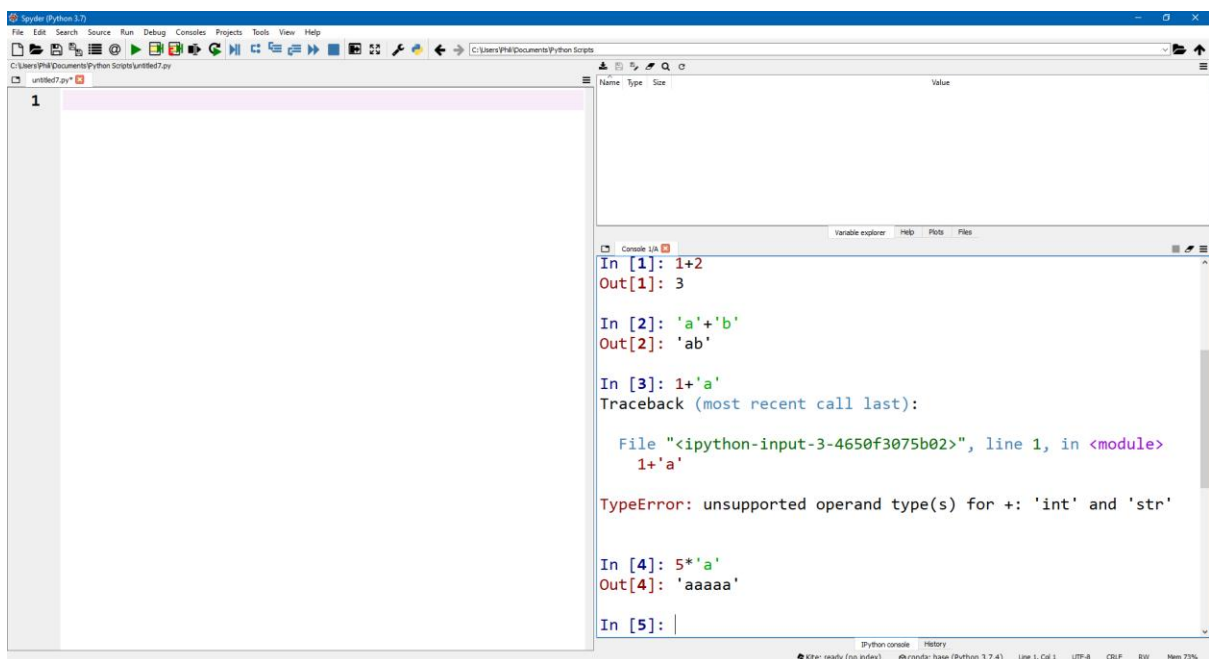 Spyder (Python 3.7)
File Edit Search Source Run Debug Consoles Projects Tools View Help
C:\Users\Phil\Documents\Python Scripts
C:\Users\Phil\Documents\Python Scripts\untitled7.py
untitled7.py*
1
Name Type Size Value
Variable explorer Help Plots Files
Console 1/A
In [1]: 1+2
Out[1]: 3
In [2]: 'a'+'b'
Out[2]: 'ab'
In [3]: 1+'a'
Traceback (most recent call last):
File "<ipython-input-3-4650f3075b02>", line 1, in <module>
1+'a'
TypeError: unsupported operand type(s) for +: 'int' and 'str'
In [4]: 5*'a'
Out[4]: 'aaaaa'
In [5]:
IPython console History
Kite: ready (no index) conda: base (Python 3.7.4) Line 1, Col 1 UTF-8 CRLF RW Mem 73%